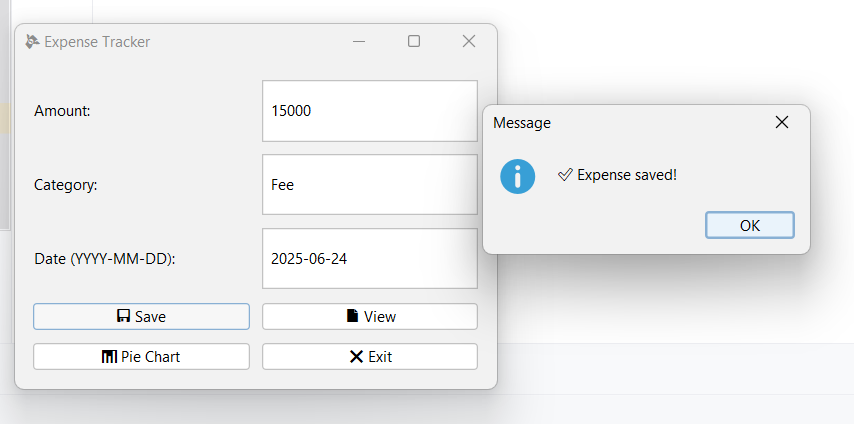 Expense Tracker
Amount:
15000
Category:
Fee
Date (YYYY-MM-DD):
2025-06-24
Save
View
Pie Chart
Exit
Message
Expense saved!
OK